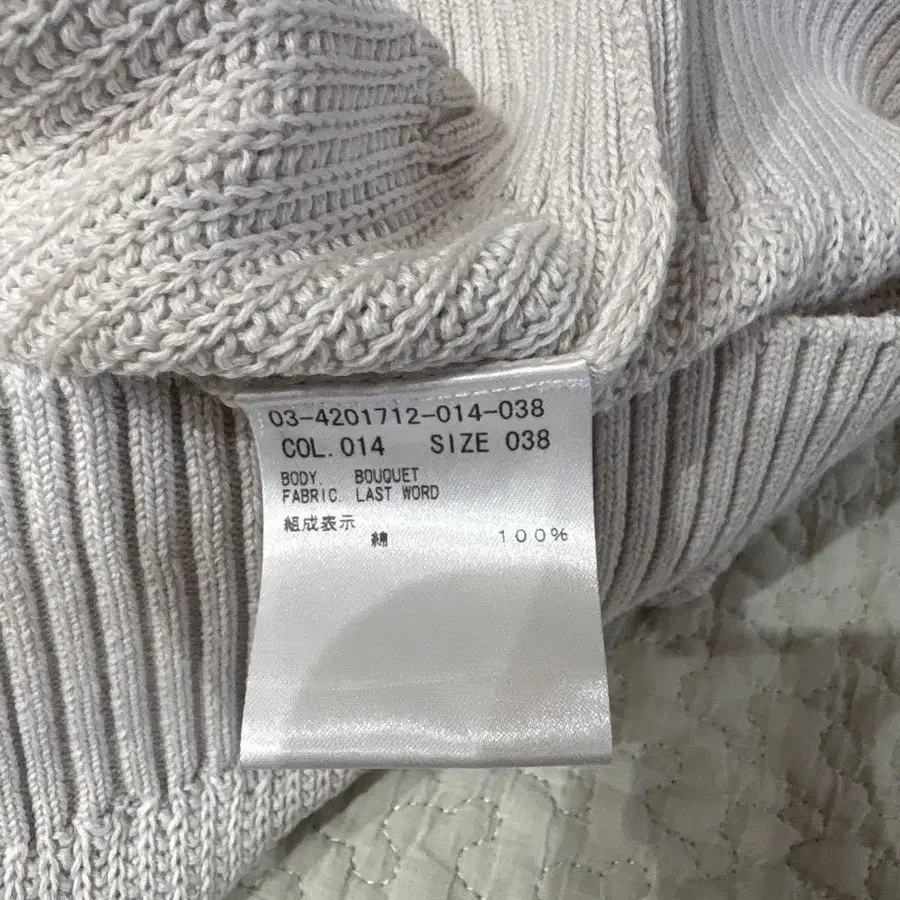 03-4201712-014-038
COL. 014 SIZE 038
BODY. BOUQUET
FABRIC. LAST WORD
組成表示
綿 100%